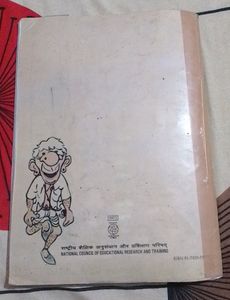 राष्ट्रीय शैक्षिक अनुसंधान और प्रशिक्षण परिषद्
NATIONAL COUNCIL OF EDUCATIONAL RESEARCH AND TRAINING